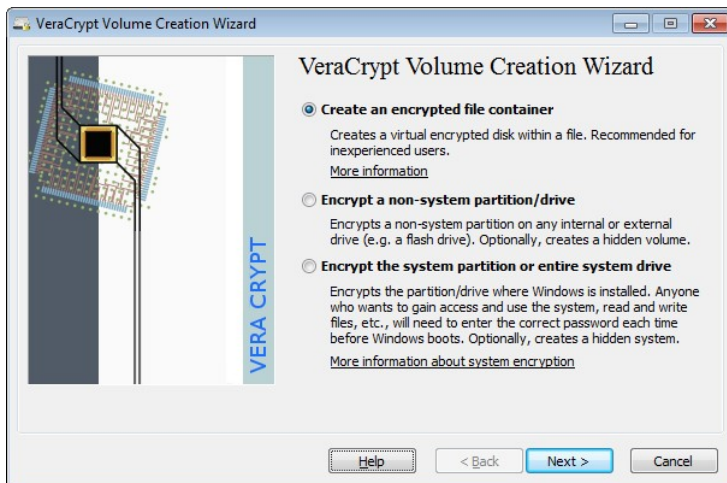 VeraCrypt Volume Creation Wizard
VeraCrypt Volume Creation Wizard
Create an encrypted file container
Creates a virtual encrypted disk within a file. Recommended for
inexperienced users.
More information
Encrypt a non-system partition/drive
Encrypts a non-system partition on any internal or external
drive (e.g. a flash drive). Optionally, creates a hidden volume.
Encrypt the system partition or entire system drive
Encrypts the partition/drive where Windows is installed. Anyone
who wants to gain access and use the system, read and write
files, etc., will need to enter the correct password each time
before Windows boots. Optionally, creates a hidden system.
More information about system encryption
VERA CRYPT
Help
< Back
Next >
Cancel